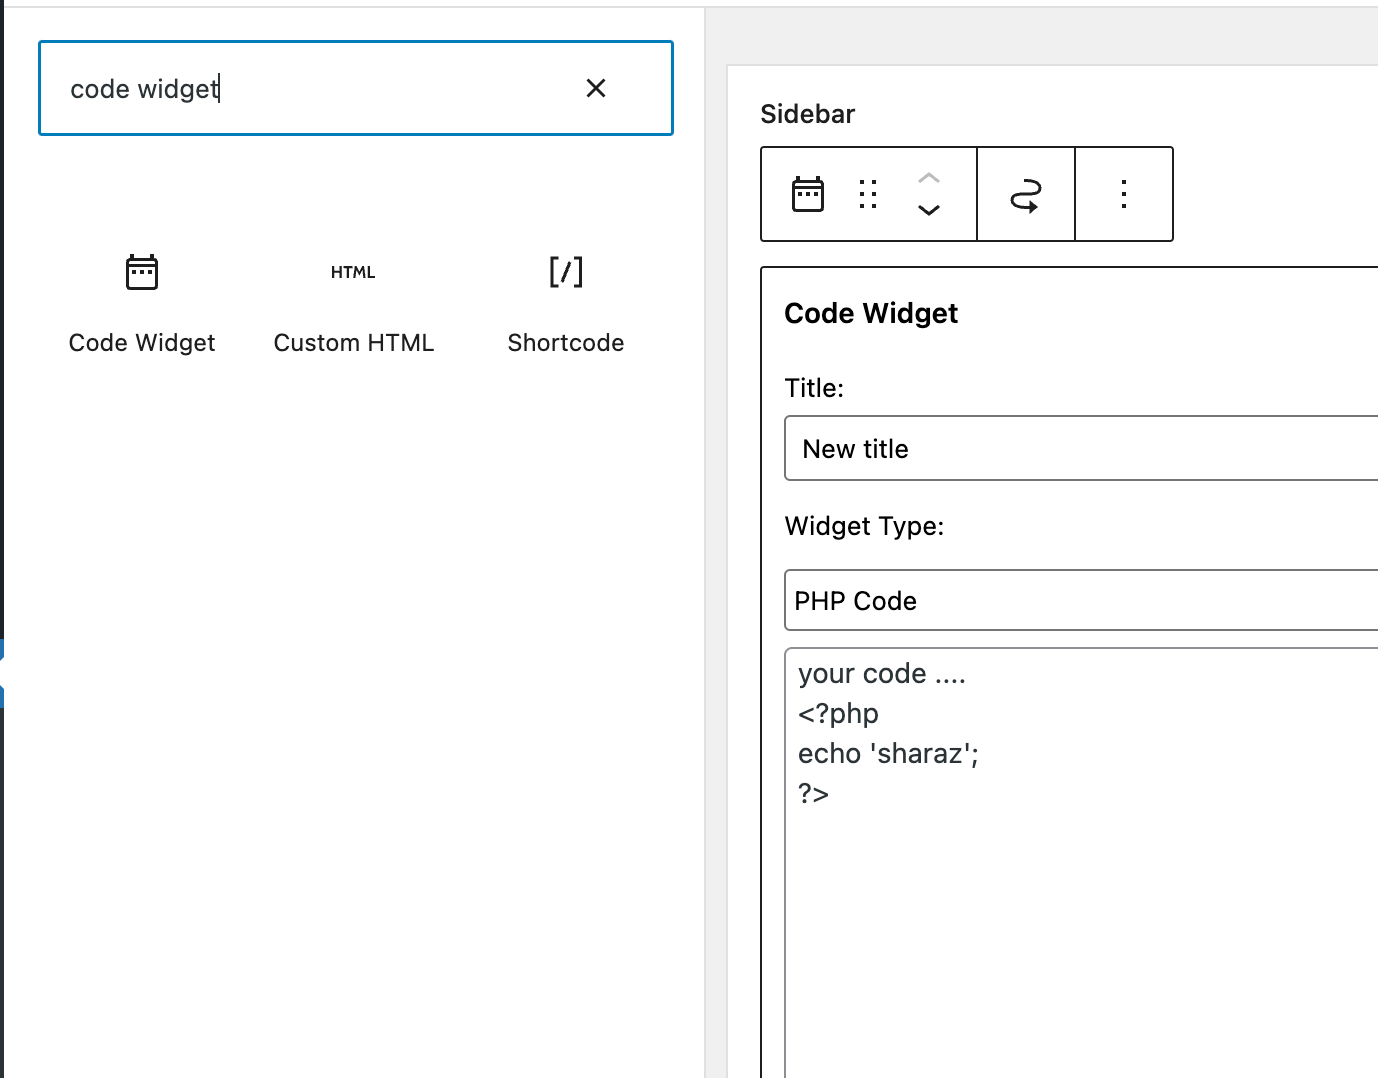 code widget
Code Widget
Custom HTML
HTML
Shortcode
[/]
Sidebar
Code Widget
Title:
New title
Widget Type:
PHP Code
your code ....
<?php
echo 'sharaz';
?>